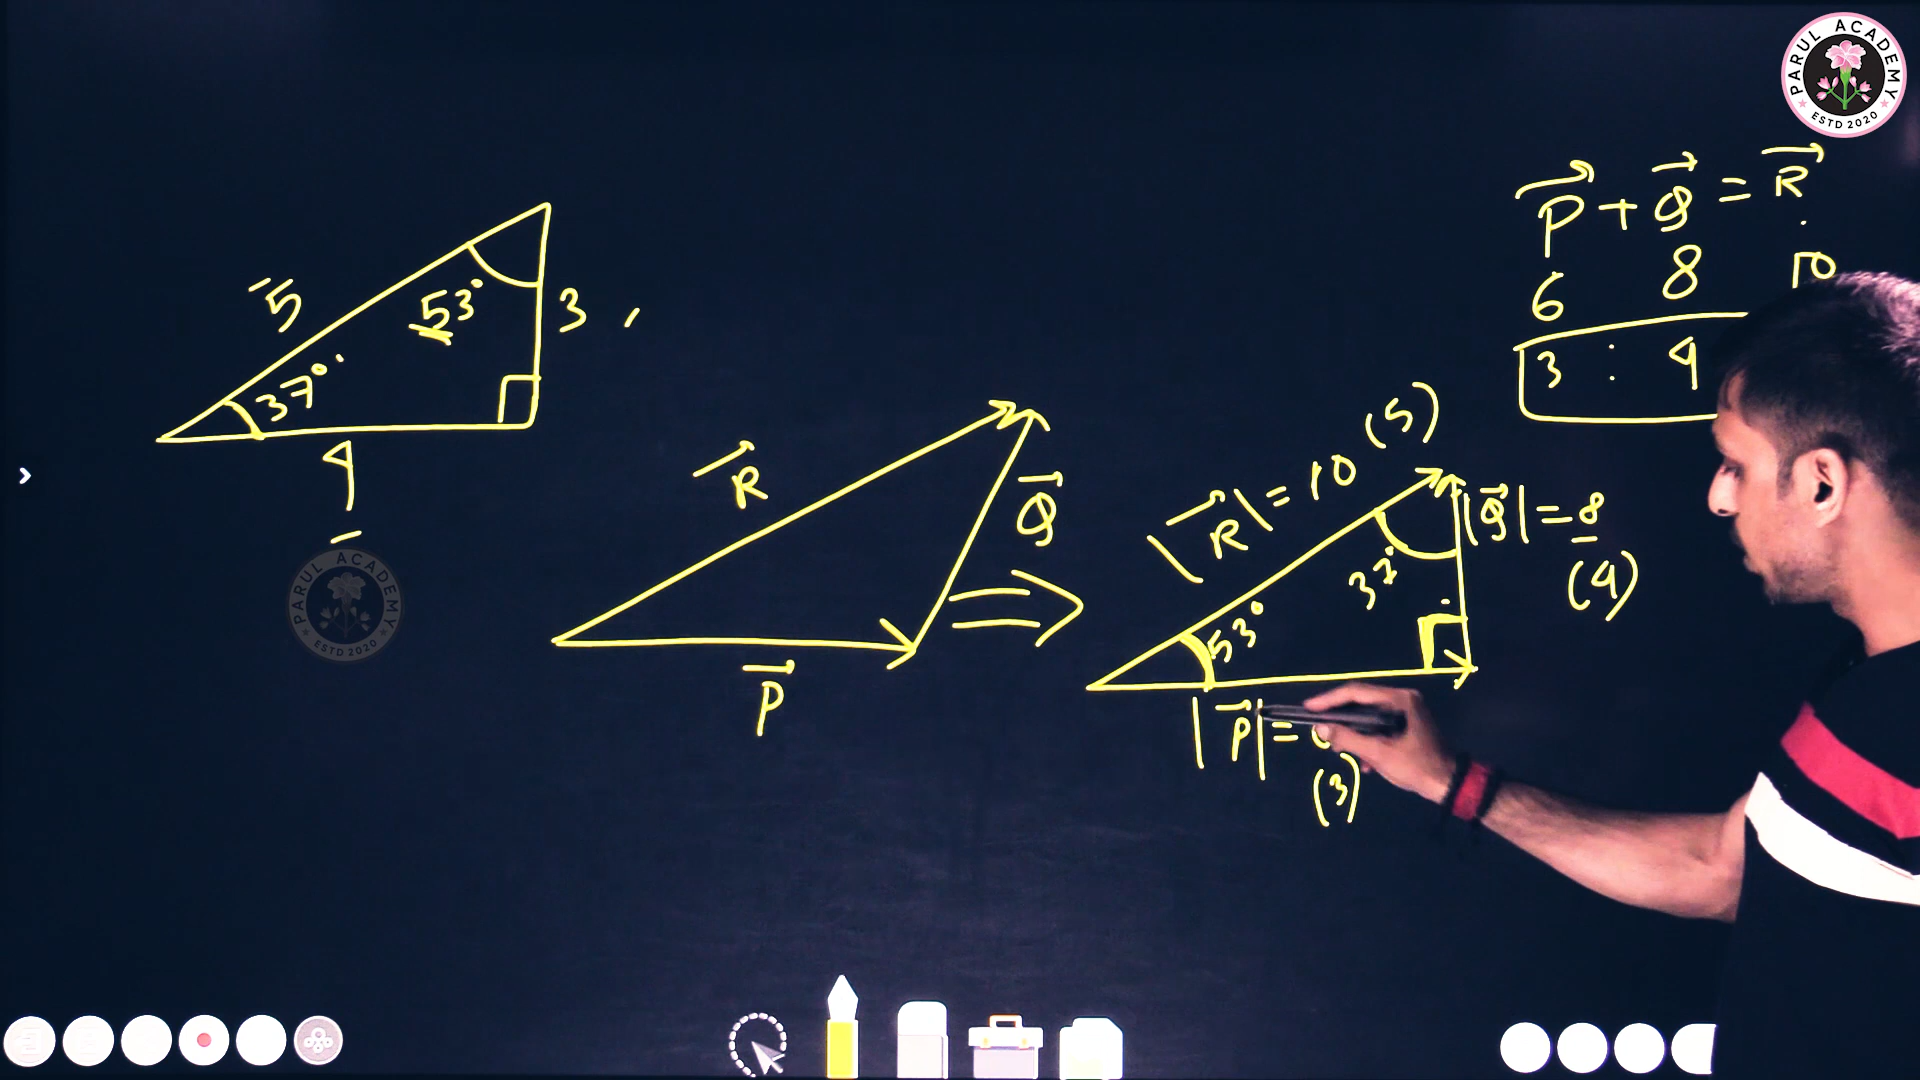 PARUL ACADEMY
ESTD 2020
P + Q = R
6 8 10
3 : 4
5
53°
3
37°
4
PARUL ACADEMY
ESTD 2020
R
Q
P
|R| = 10 (5)
|Q| = 8
(4)
37°
53°
|P| =
(3)